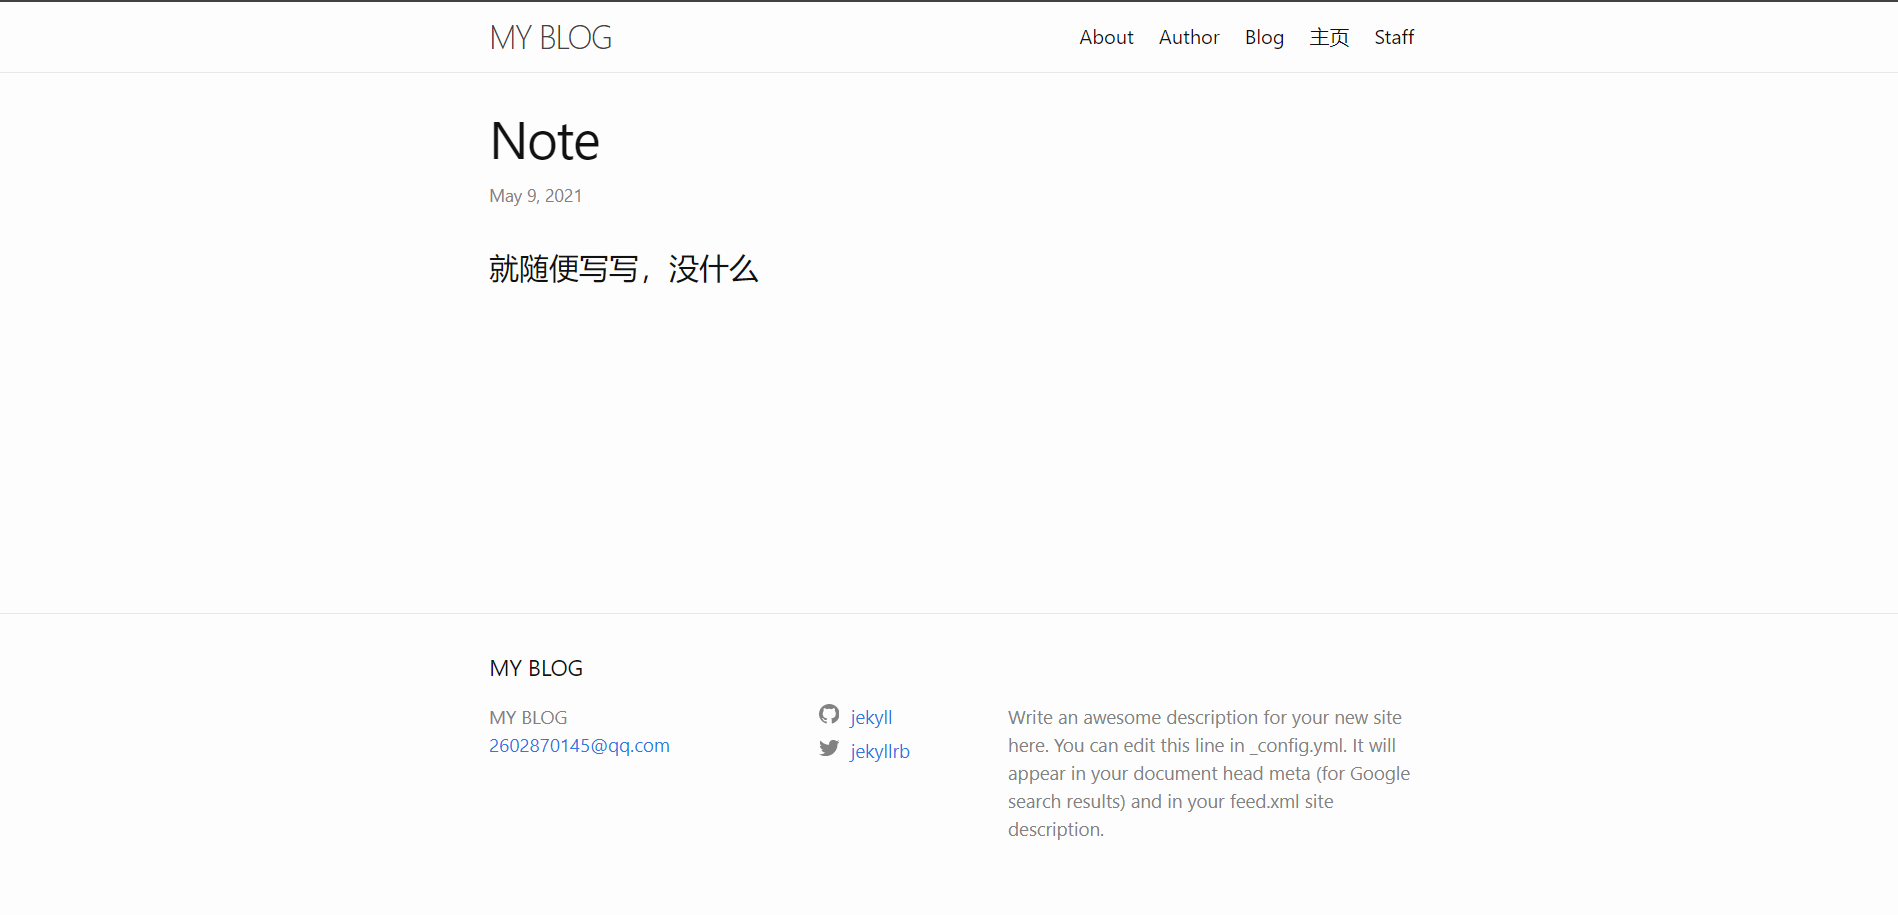 MY BLOG
About Author Blog 主页 Staff
Note
May 9, 2021
就随便写写，没什么
MY BLOG
MY BLOG
2602870145@qq.com
jekyll
jekyllrb
Write an awesome description for your new site
here. You can edit this line in _config.yml. It will
appear in your document head meta (for Google
search results) and in your feed.xml site
description.